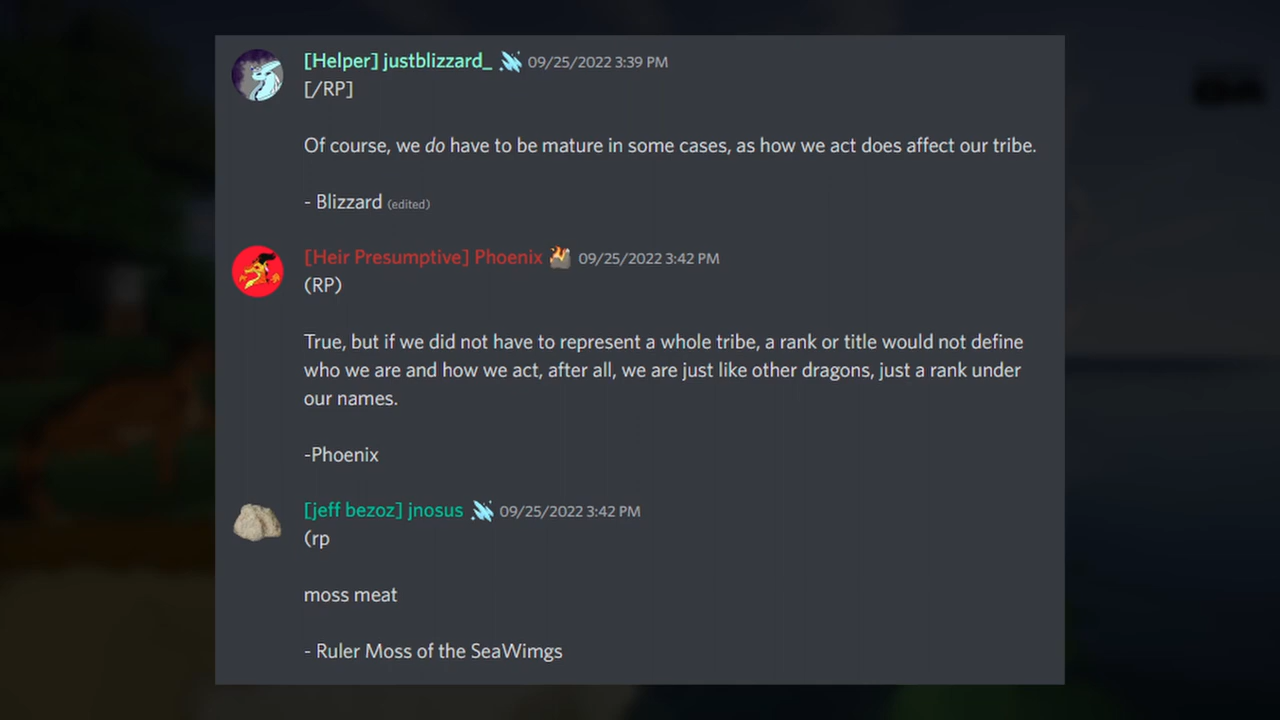 [Helper] justblizzard_ 09/25/2022 3:39 PM
[/RP]
Of course, we do have to be mature in some cases, as how we act does affect our tribe.
- Blizzard (edited)
[Heir Presumptive] Phoenix 09/25/2022 3:42 PM
(RP)
True, but if we did not have to represent a whole tribe, a rank or title would not define
who we are and how we act, after all, we are just like other dragons, just a rank under
our names.
-Phoenix
[jeff bezoz] jnosus 09/25/2022 3:42 PM
(rp
moss meat
- Ruler Moss of the SeaWimgs